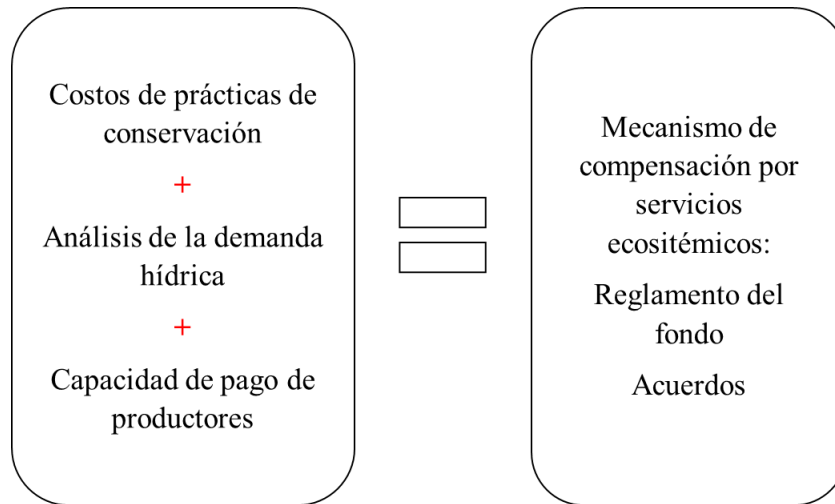 Costos de prácticas de
conservación
+
Análisis de la demanda
hídrica
+
Capacidad de pago de
productores
Mecanismo de
compensación por
servicios
ecositémicos:
Reglamento del
fondo
Acuerdos